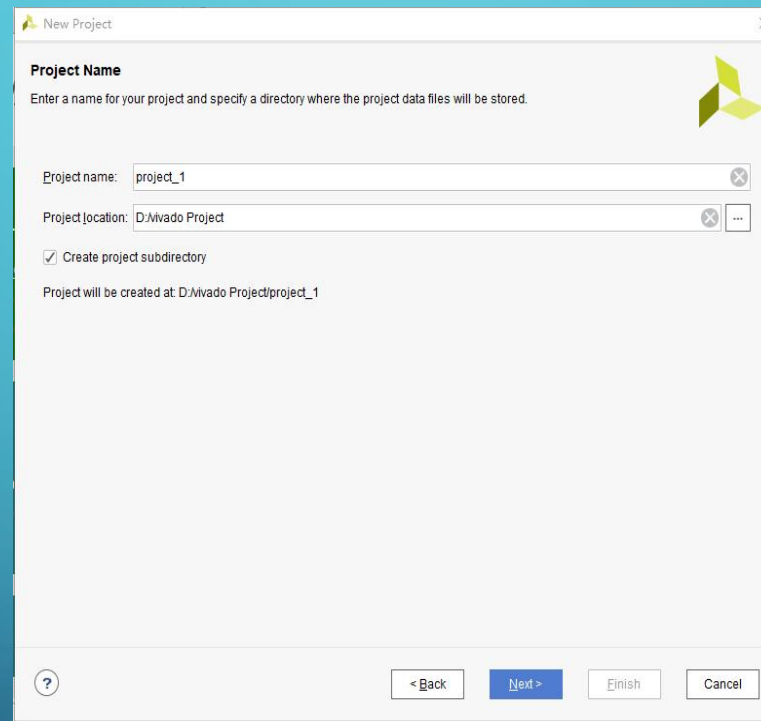 New Project
Project Name
Enter a name for your project and specify a directory where the project data files will be stored.
Project name: project_1
Project location: D:/vivado Project ...
Create project subdirectory
Project will be created at: D:/vivado Project/project_1
? < Back Next > Finish Cancel